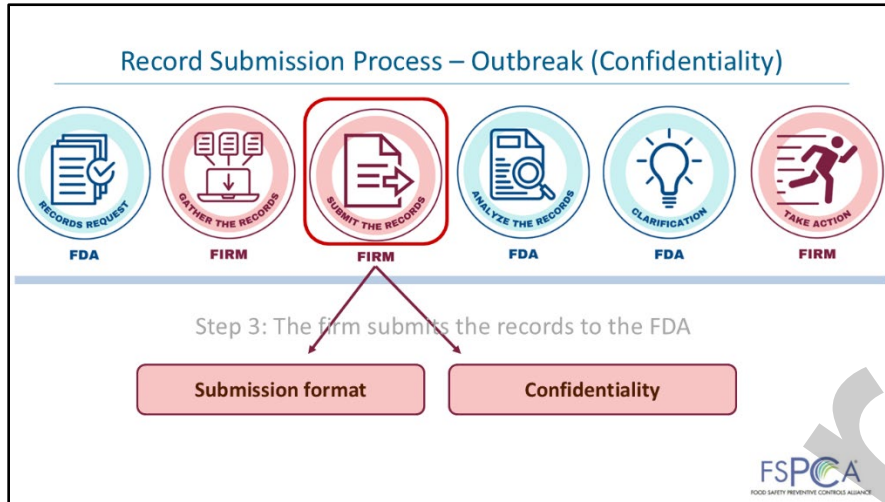 Record Submission Process – Outbreak (Confidentiality)
RECORDS REQUEST
GATHER THE RECORDS
SUBMIT THE RECORDS
ANALYZE THE RECORDS
CLARIFICATION
TAKE ACTION
FDA
FIRM
FIRM
FDA
FDA
FIRM
Step 3: The firm submits the records to the FDA
Submission format
Confidentiality
FSPCA
FOOD SAFETY PREVENTIVE CONTROLS ALLIANCE